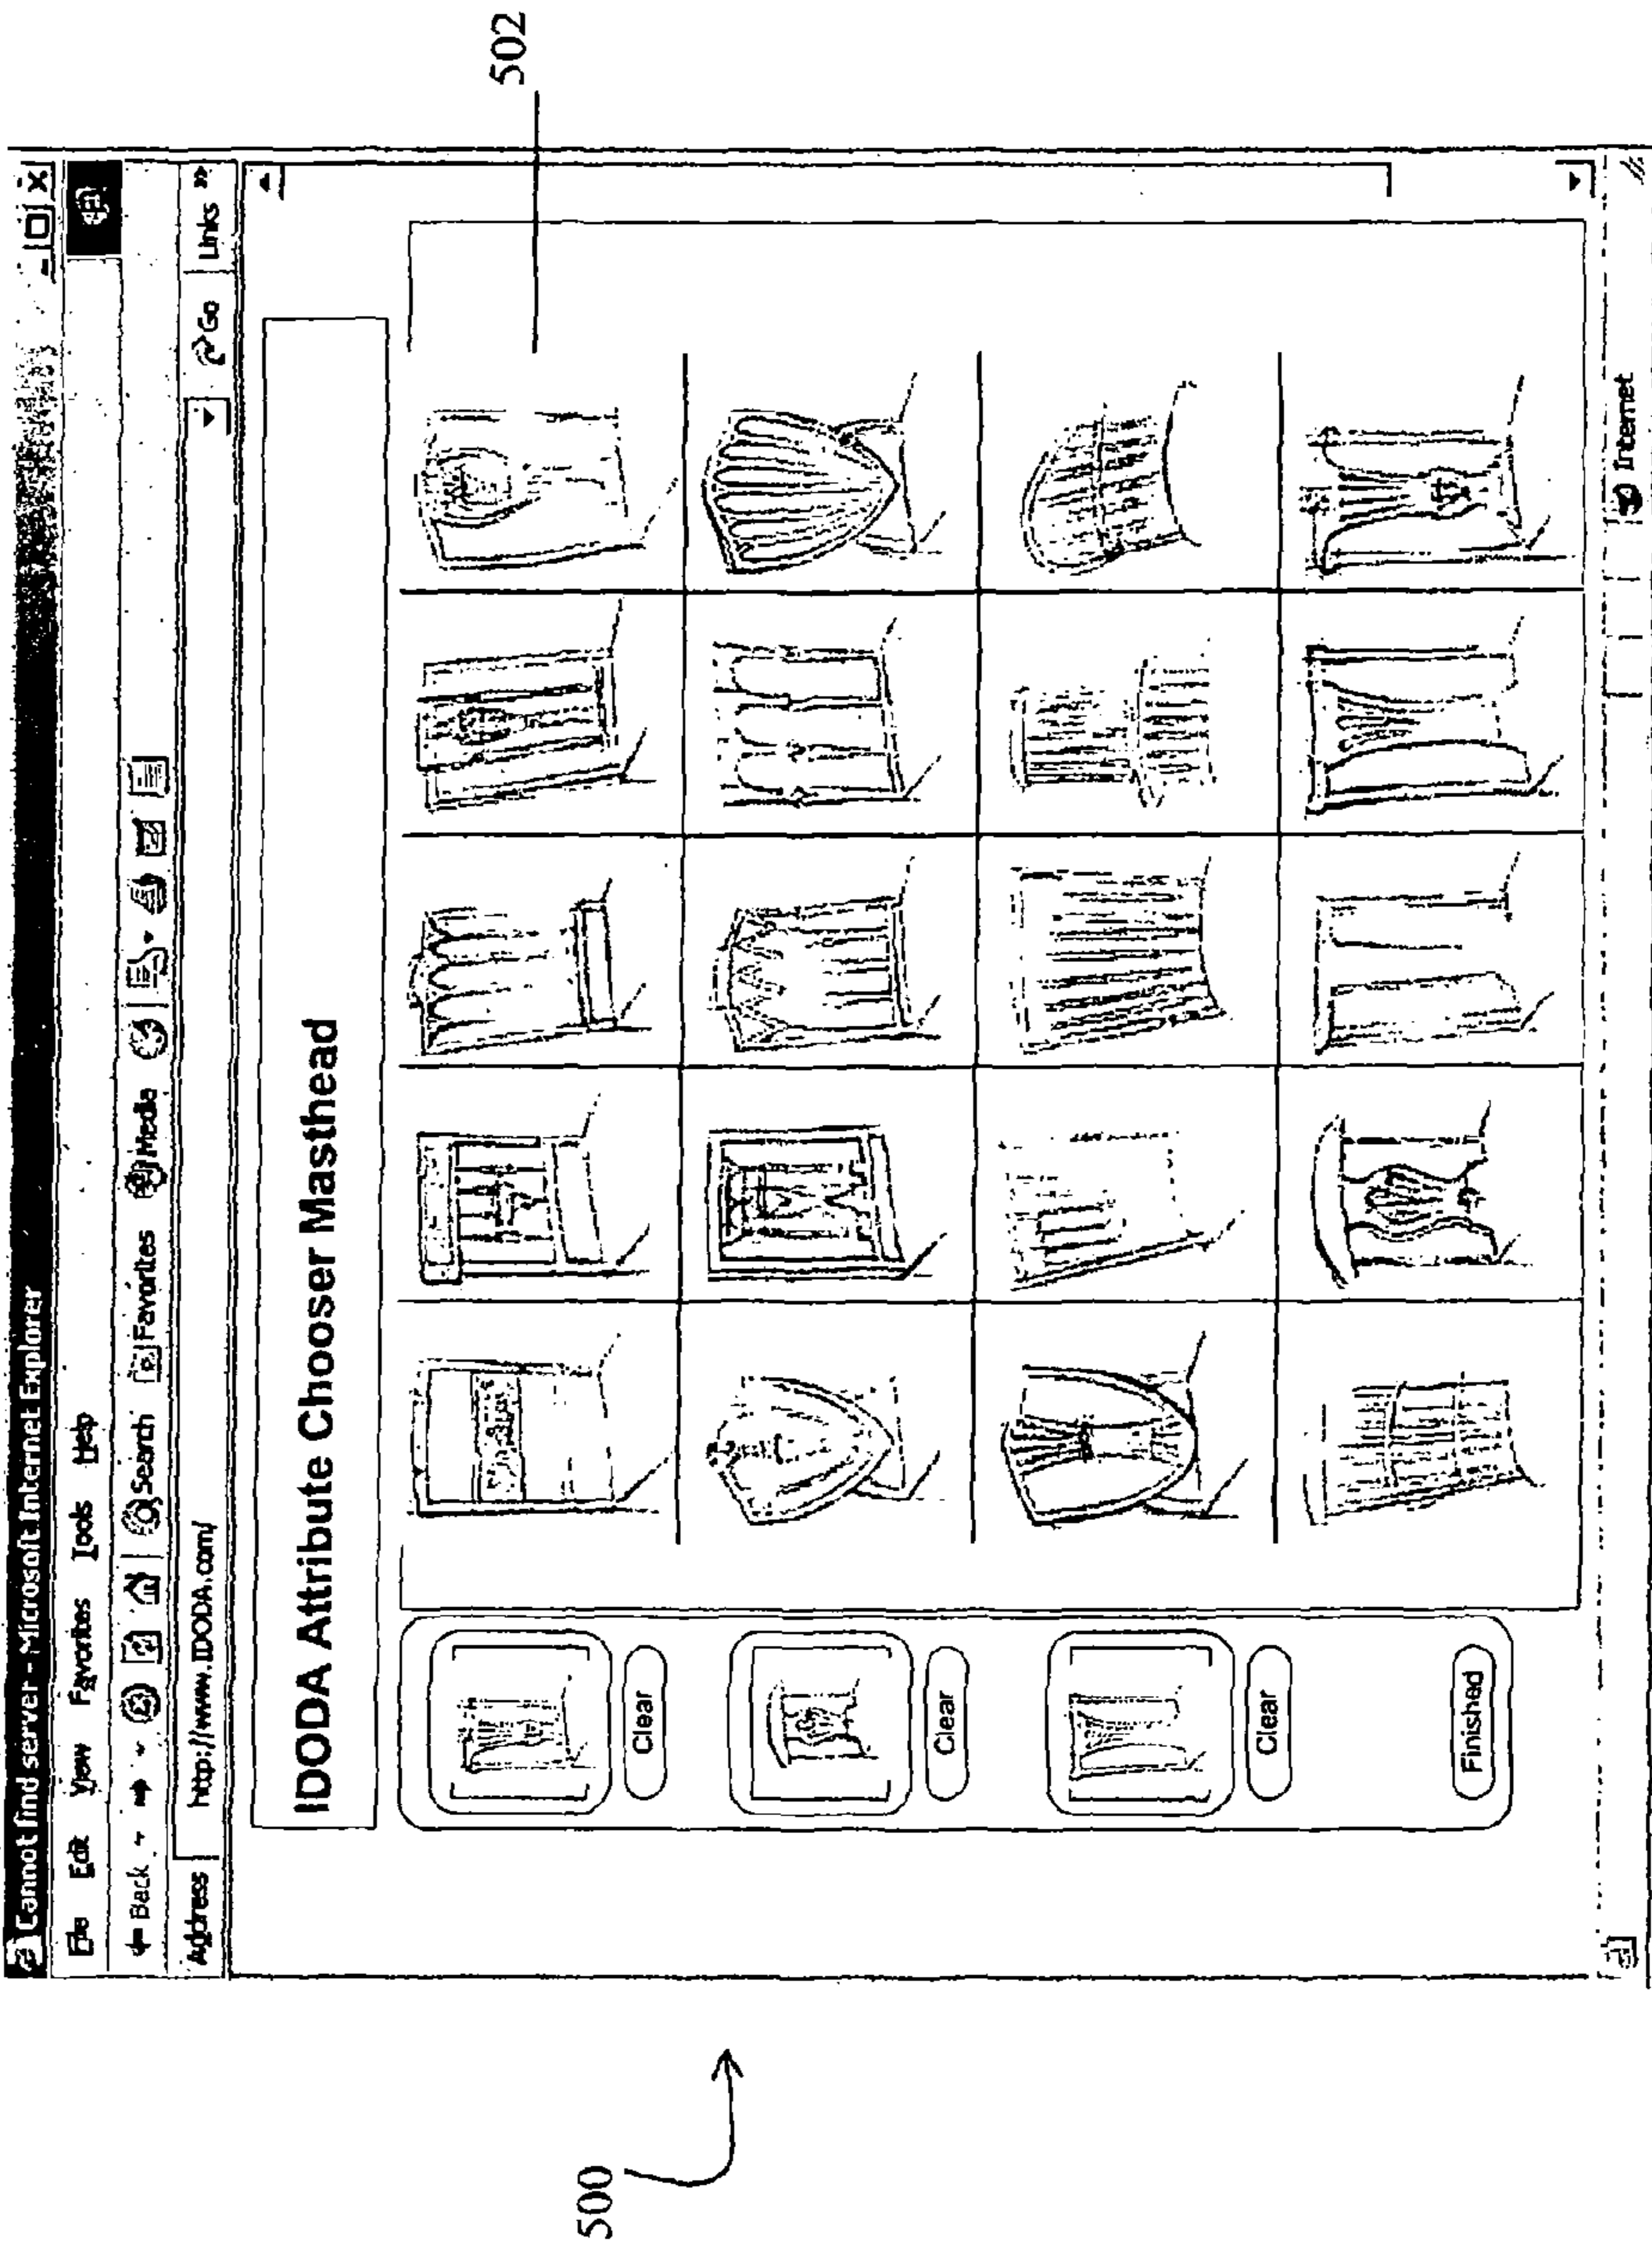 Cannot find server - Microsoft Internet Explorer
File Edit View Favorites Tools Help
Back Search Favorites Media
Address http://www.IDODA.com/ Go Links »
502
IDODA Attribute Chooser Masthead
Clear
Clear
Clear
Finished
Internet
500